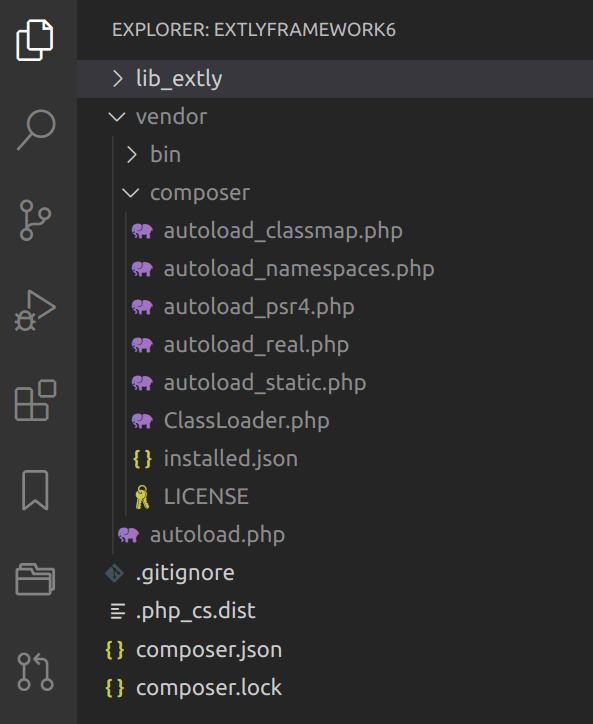 EXPLORER: EXTLYFRAMEWORK6
lib_extly
vendor
bin
composer
autoload_classmap.php
autoload_namespaces.php
autoload_psr4.php
autoload_real.php
autoload_static.php
ClassLoader.php
{ } installed.json
LICENSE
autoload.php
.gitignore
.php_cs.dist
{ } composer.json
{ } composer.lock